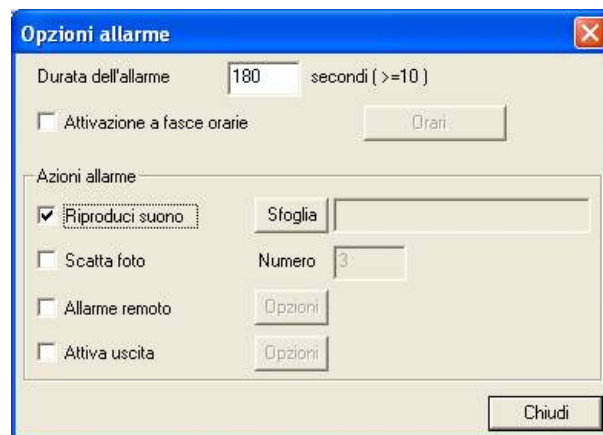 Opzioni allarme
Durata dell'allarme 180 secondi ( >=10 )
Attivazione a fasce orarie Orari
Azioni allarme
Riproduci suono Sfoglia
Scatta foto Numero 3
Allarme remoto Opzioni
Attiva uscita Opzioni
Chiudi